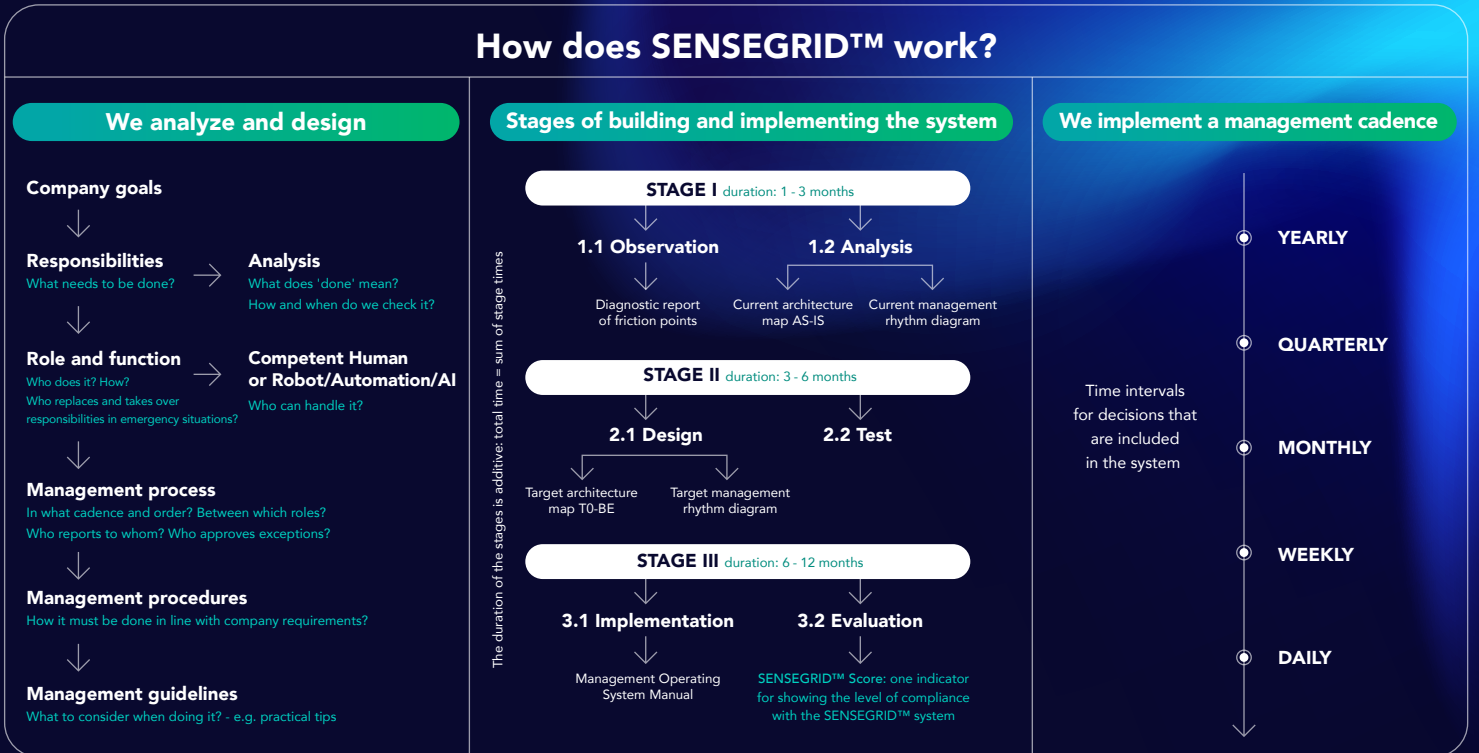 How does SENSEGRID™ work?
We analyze and design
Company goals
Responsibilities
What needs to be done?
Analysis
What does 'done' mean?
How and when do we check it?
Role and function
Who does it? How?
Who replaces and takes over
responsibilities in emergency situations?
Competent Human
or Robot/Automation/AI
Who can handle it?
Management process
In what cadence and order? Between which roles?
Who reports to whom? Who approves exceptions?
Management procedures
How it must be done in line with company requirements?
Management guidelines
What to consider when doing it? - e.g. practical tips
Stages of building and implementing the system
The duration of the stages is additive: total time = sum of stage times
STAGE I duration: 1 - 3 months
1.1 Observation
Diagnostic report
of friction points
1.2 Analysis
Current architecture
map AS-IS
Current management
rhythm diagram
STAGE II duration: 3 - 6 months
2.1 Design
2.2 Test
Target architecture
map T0-BE
Target management
rhythm diagram
STAGE III duration: 6 - 12 months
3.1 Implementation
Management Operating
System Manual
3.2 Evaluation
SENSEGRID™ Score: one indicator
for showing the level of compliance
with the SENSEGRID™ system
We implement a management cadence
Time intervals
for decisions that
are included
in the system
YEARLY
QUARTERLY
MONTHLY
WEEKLY
DAILY